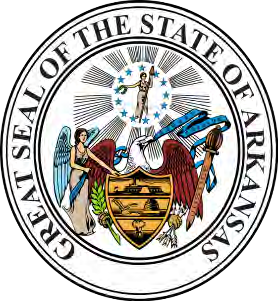 GREAT SEAL OF THE STATE OF ARKANSAS